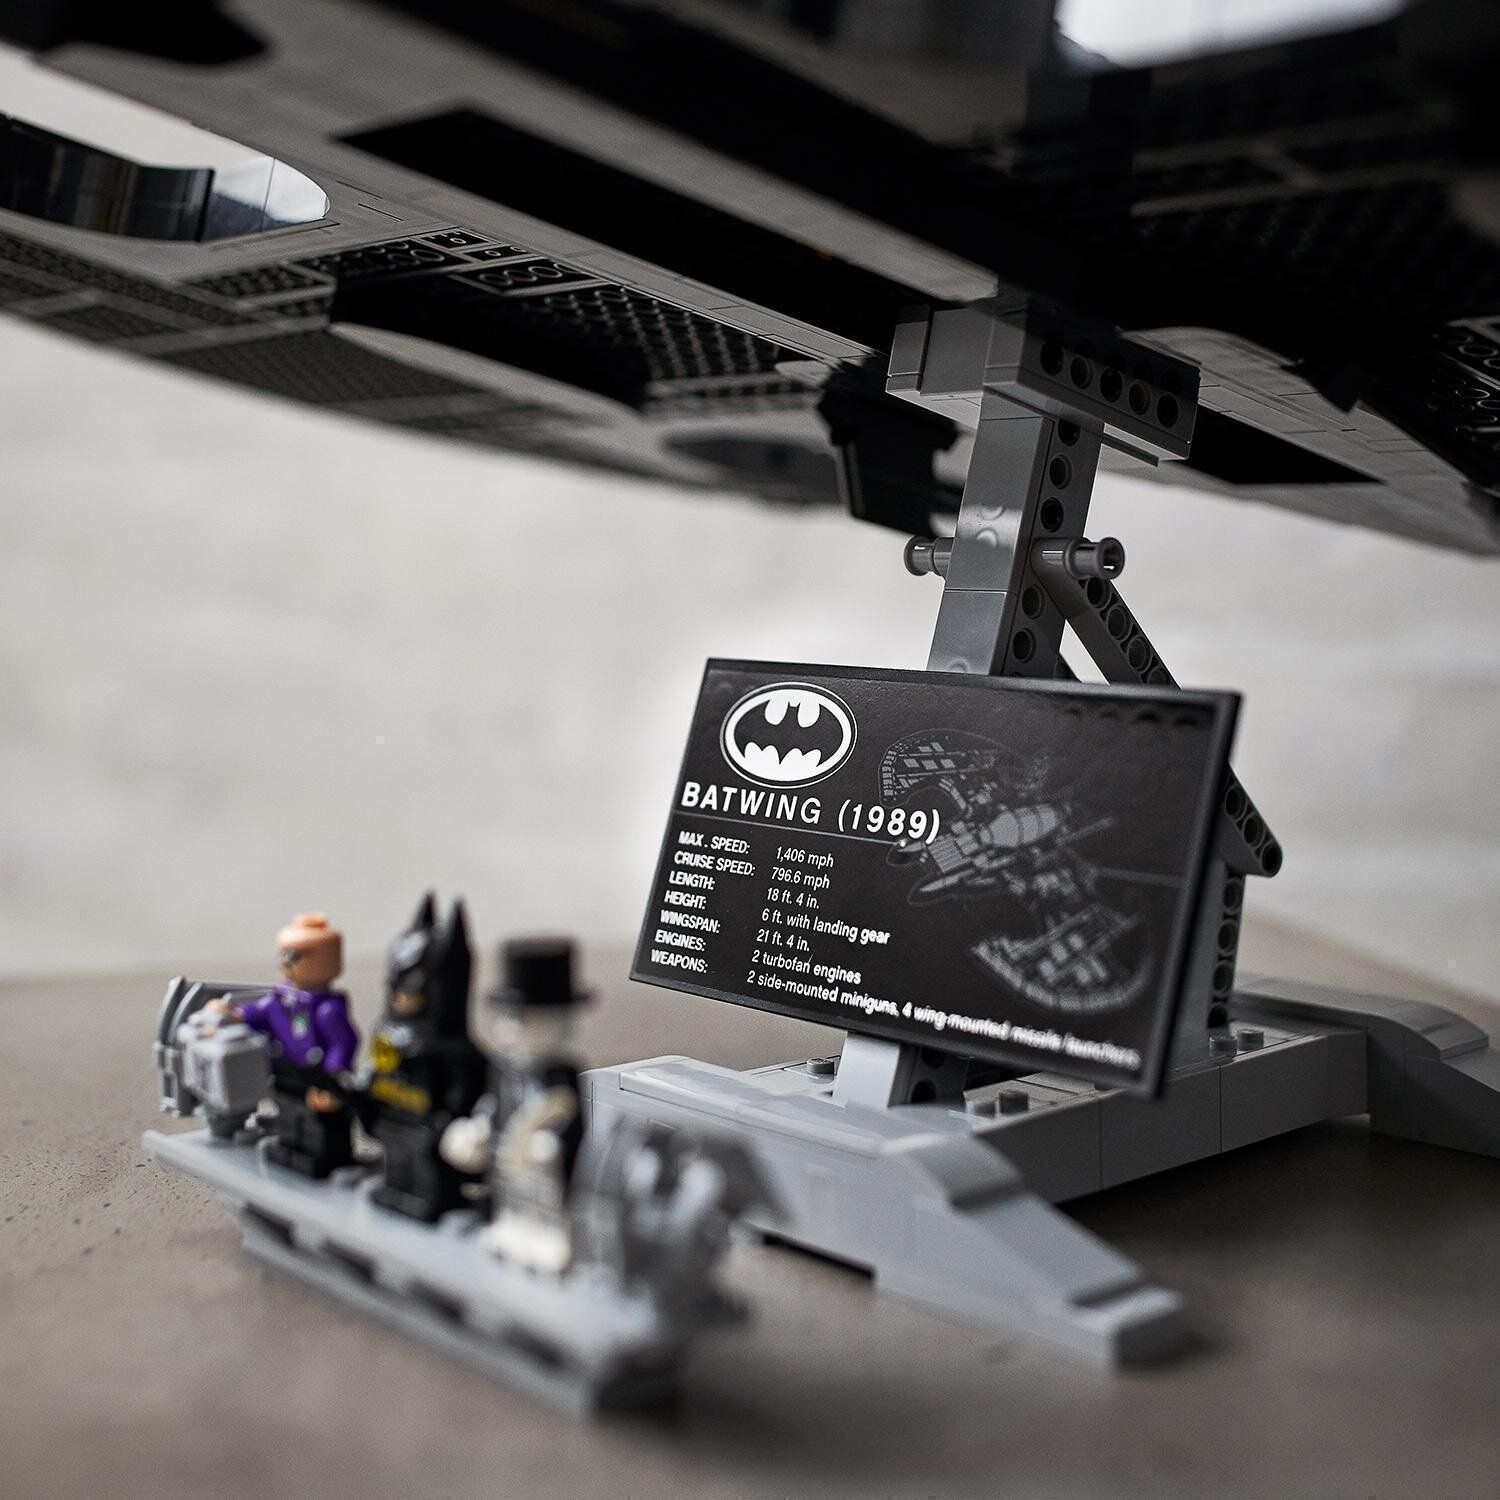 BATWING (1989)
MAX. SPEED: 1,406 mph
CRUISE SPEED: 796.6 mph
LENGTH: 18 ft. 4 in.
HEIGHT: 6 ft. with landing gear
WINGSPAN: 21 ft. 4 in.
ENGINES: 2 turbofan engines
WEAPONS: 2 side-mounted miniguns, 4 wing-mounted missile launchers